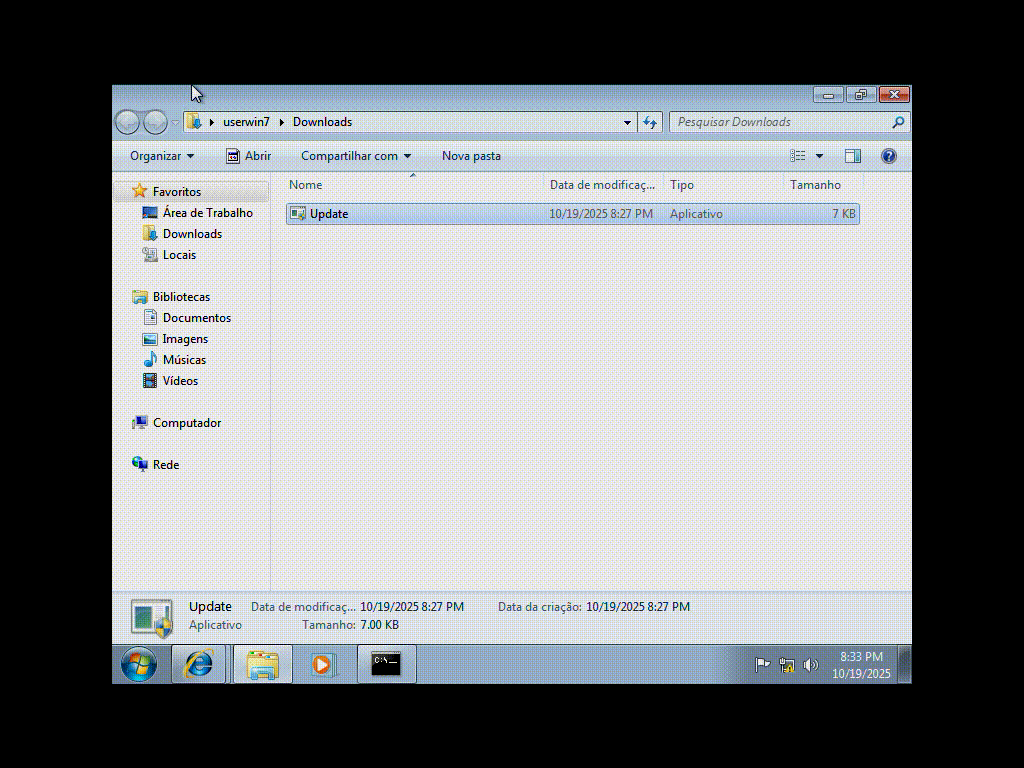 userwin7 Downloads
Pesquisar Downloads
Organizar Abrir Compartilhar com Nova pasta
Nome Data de modificaç... Tipo Tamanho
Favoritos
Área de Trabalho
Downloads
Locais
Bibliotecas
Documentos
Imagens
Músicas
Vídeos
Computador
Rede
Update 10/19/2025 8:27 PM Aplicativo 7 KB
Update Data de modificaç... 10/19/2025 8:27 PM Data da criação: 10/19/2025 8:27 PM
Aplicativo Tamanho: 7.00 KB
C:\_
8:33 PM
10/19/2025